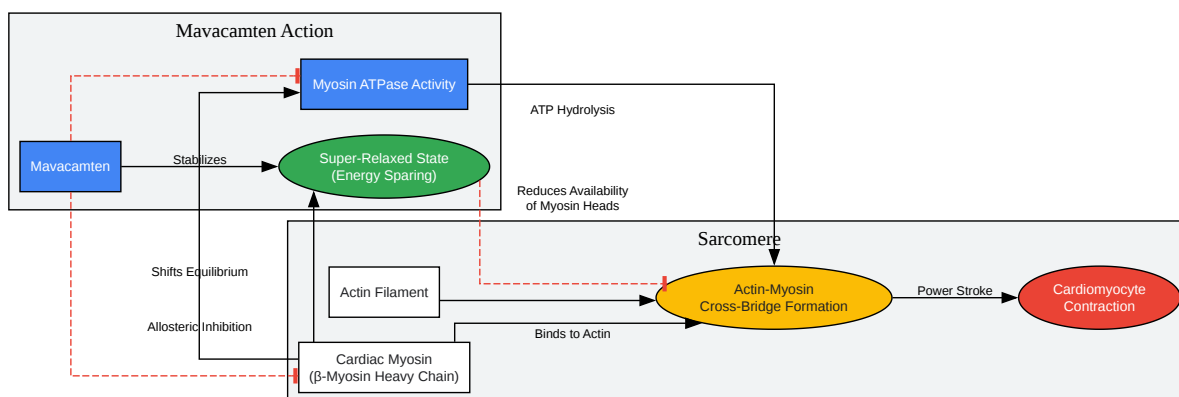 Mavacamten Action
Myosin ATPase Activity
ATP Hydrolysis
Mavacamten
Stabilizes
Super-Relaxed State
(Energy Sparing)
Reduces Availability
of Myosin Heads
Sarcomere
Shifts Equilibrium
Actin Filament
Actin-Myosin
Cross-Bridge Formation
Power Stroke
Cardiomyocyte
Contraction
Allosteric Inhibition
Binds to Actin
Cardiac Myosin
(β-Myosin Heavy Chain)